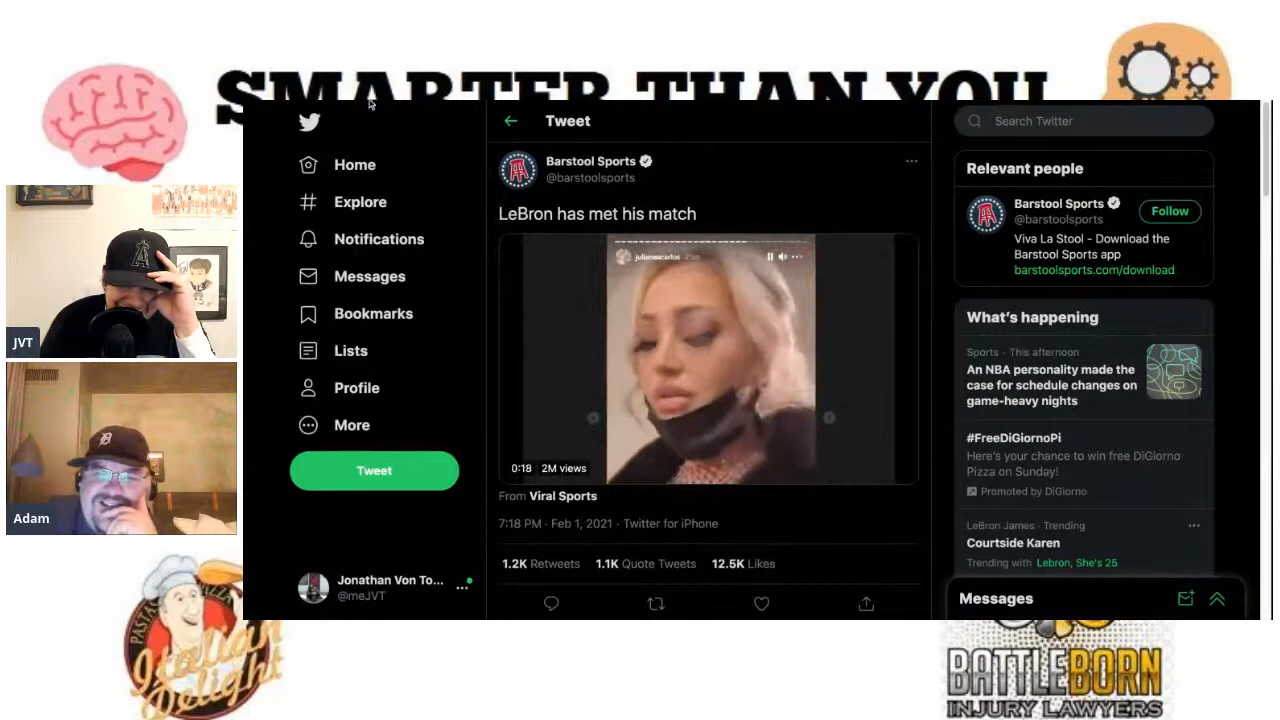 SMARTER THAN YOU
Home
Explore
Notifications
Messages
Bookmarks
Lists
Profile
More
Tweet
Jonathan Von To...
@meJVT
Tweet
Barstool Sports
@barstoolsports
LeBron has met his match
juliannacarlos
0:18 2M views
From Viral Sports
7:18 PM · Feb 1, 2021 · Twitter for iPhone
1.2K Retweets 1.1K Quote Tweets 12.5K Likes
Search Twitter
Relevant people
Barstool Sports
@barstoolsports
Follow
Viva La Stool - Download the
Barstool Sports app
barstoolsports.com/download
What's happening
Sports · This afternoon
An NBA personality made the
case for schedule changes on
game-heavy nights
#FreeDiGiornoPi
Here's your chance to win free DiGiorno
Pizza on Sunday!
Promoted by DiGiorno
LeBron James · Trending
Courtside Karen
Trending with Lebron, She's 25
Messages
JVT
Adam
Italian
Delight
BATTLEBORN
INJURY LAWYERS